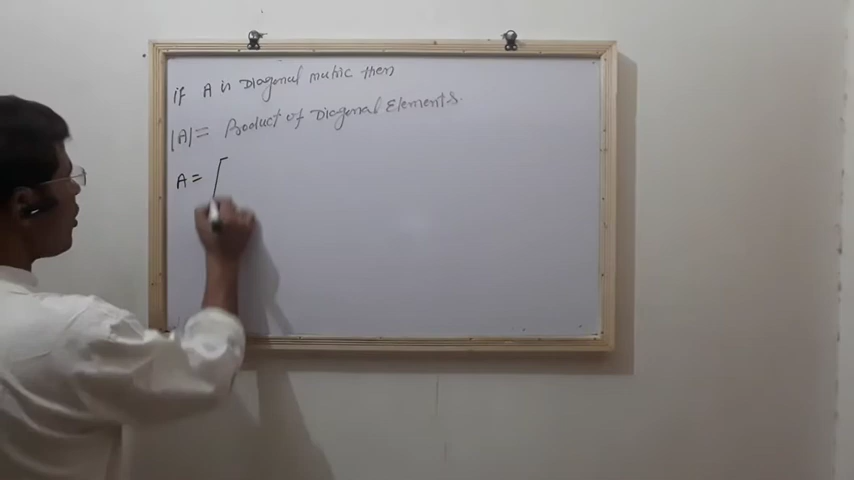 if A is Diagonal matric then
|A| = Product of Diagonal Elements.
A = [